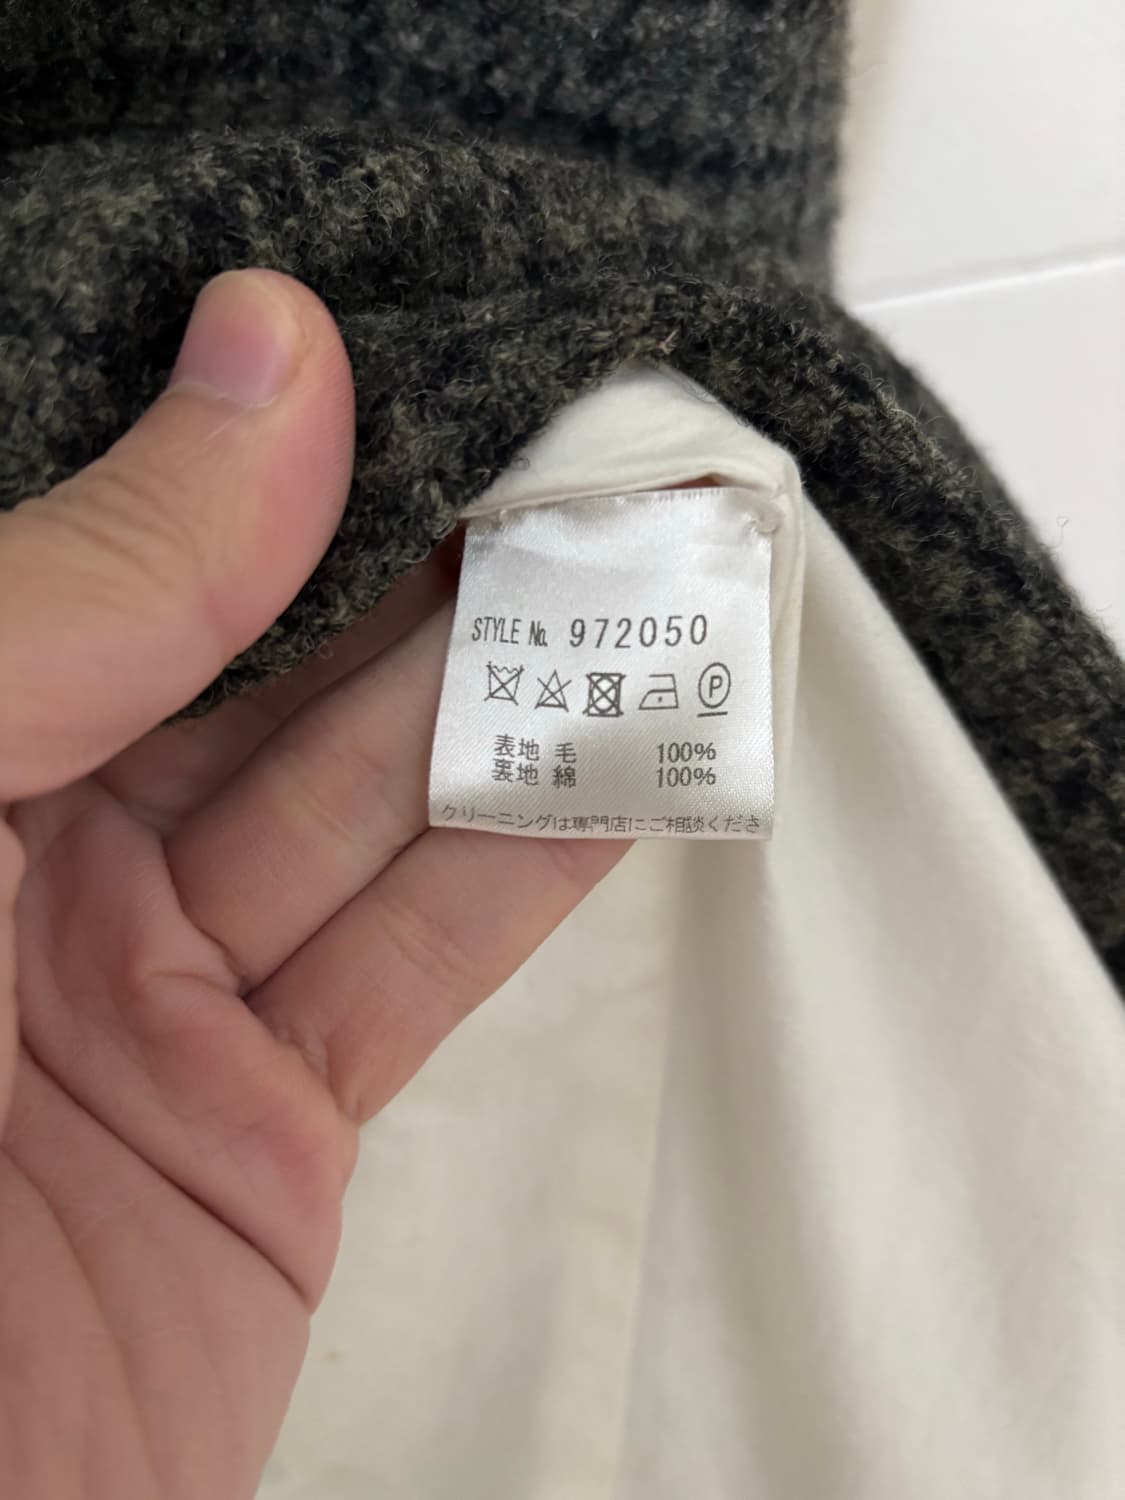 STYLE No. 972050
P
表地 毛 100%
裏地 綿 100%
クリーニングは専門店にご相談くださ